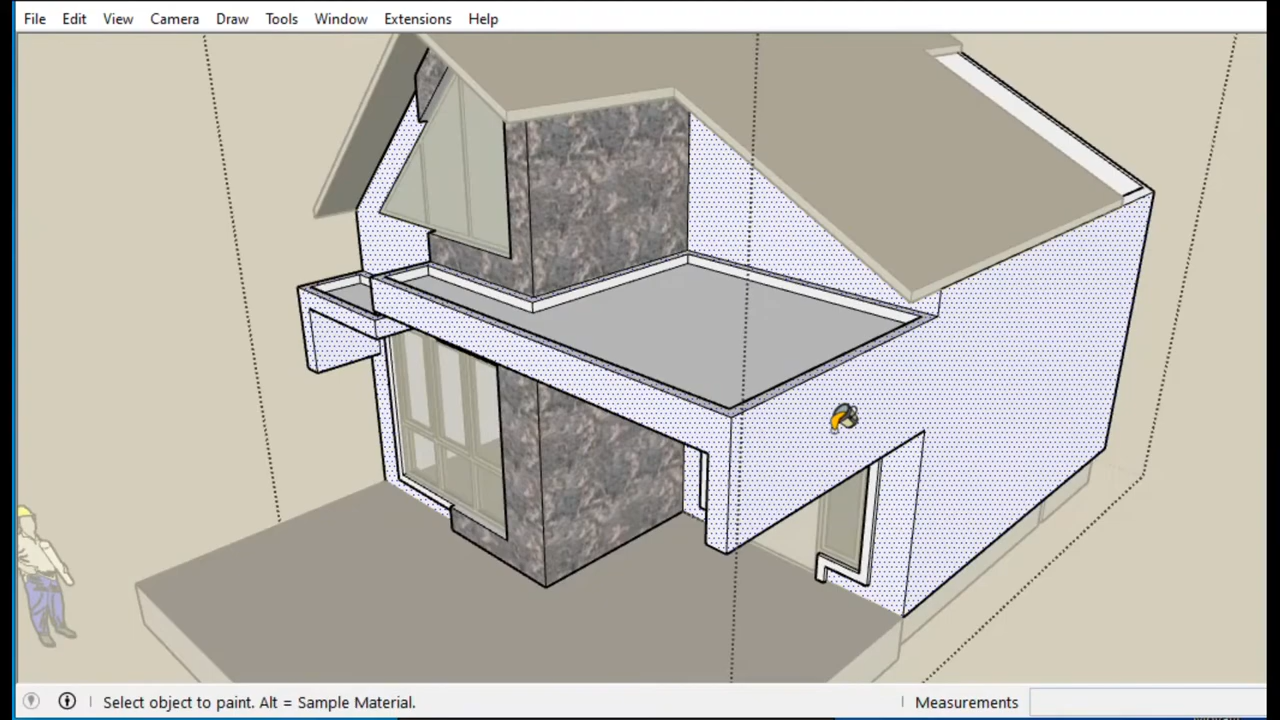 File Edit View Camera Draw Tools Window Extensions Help
Select object to paint. Alt = Sample Material. Measurements